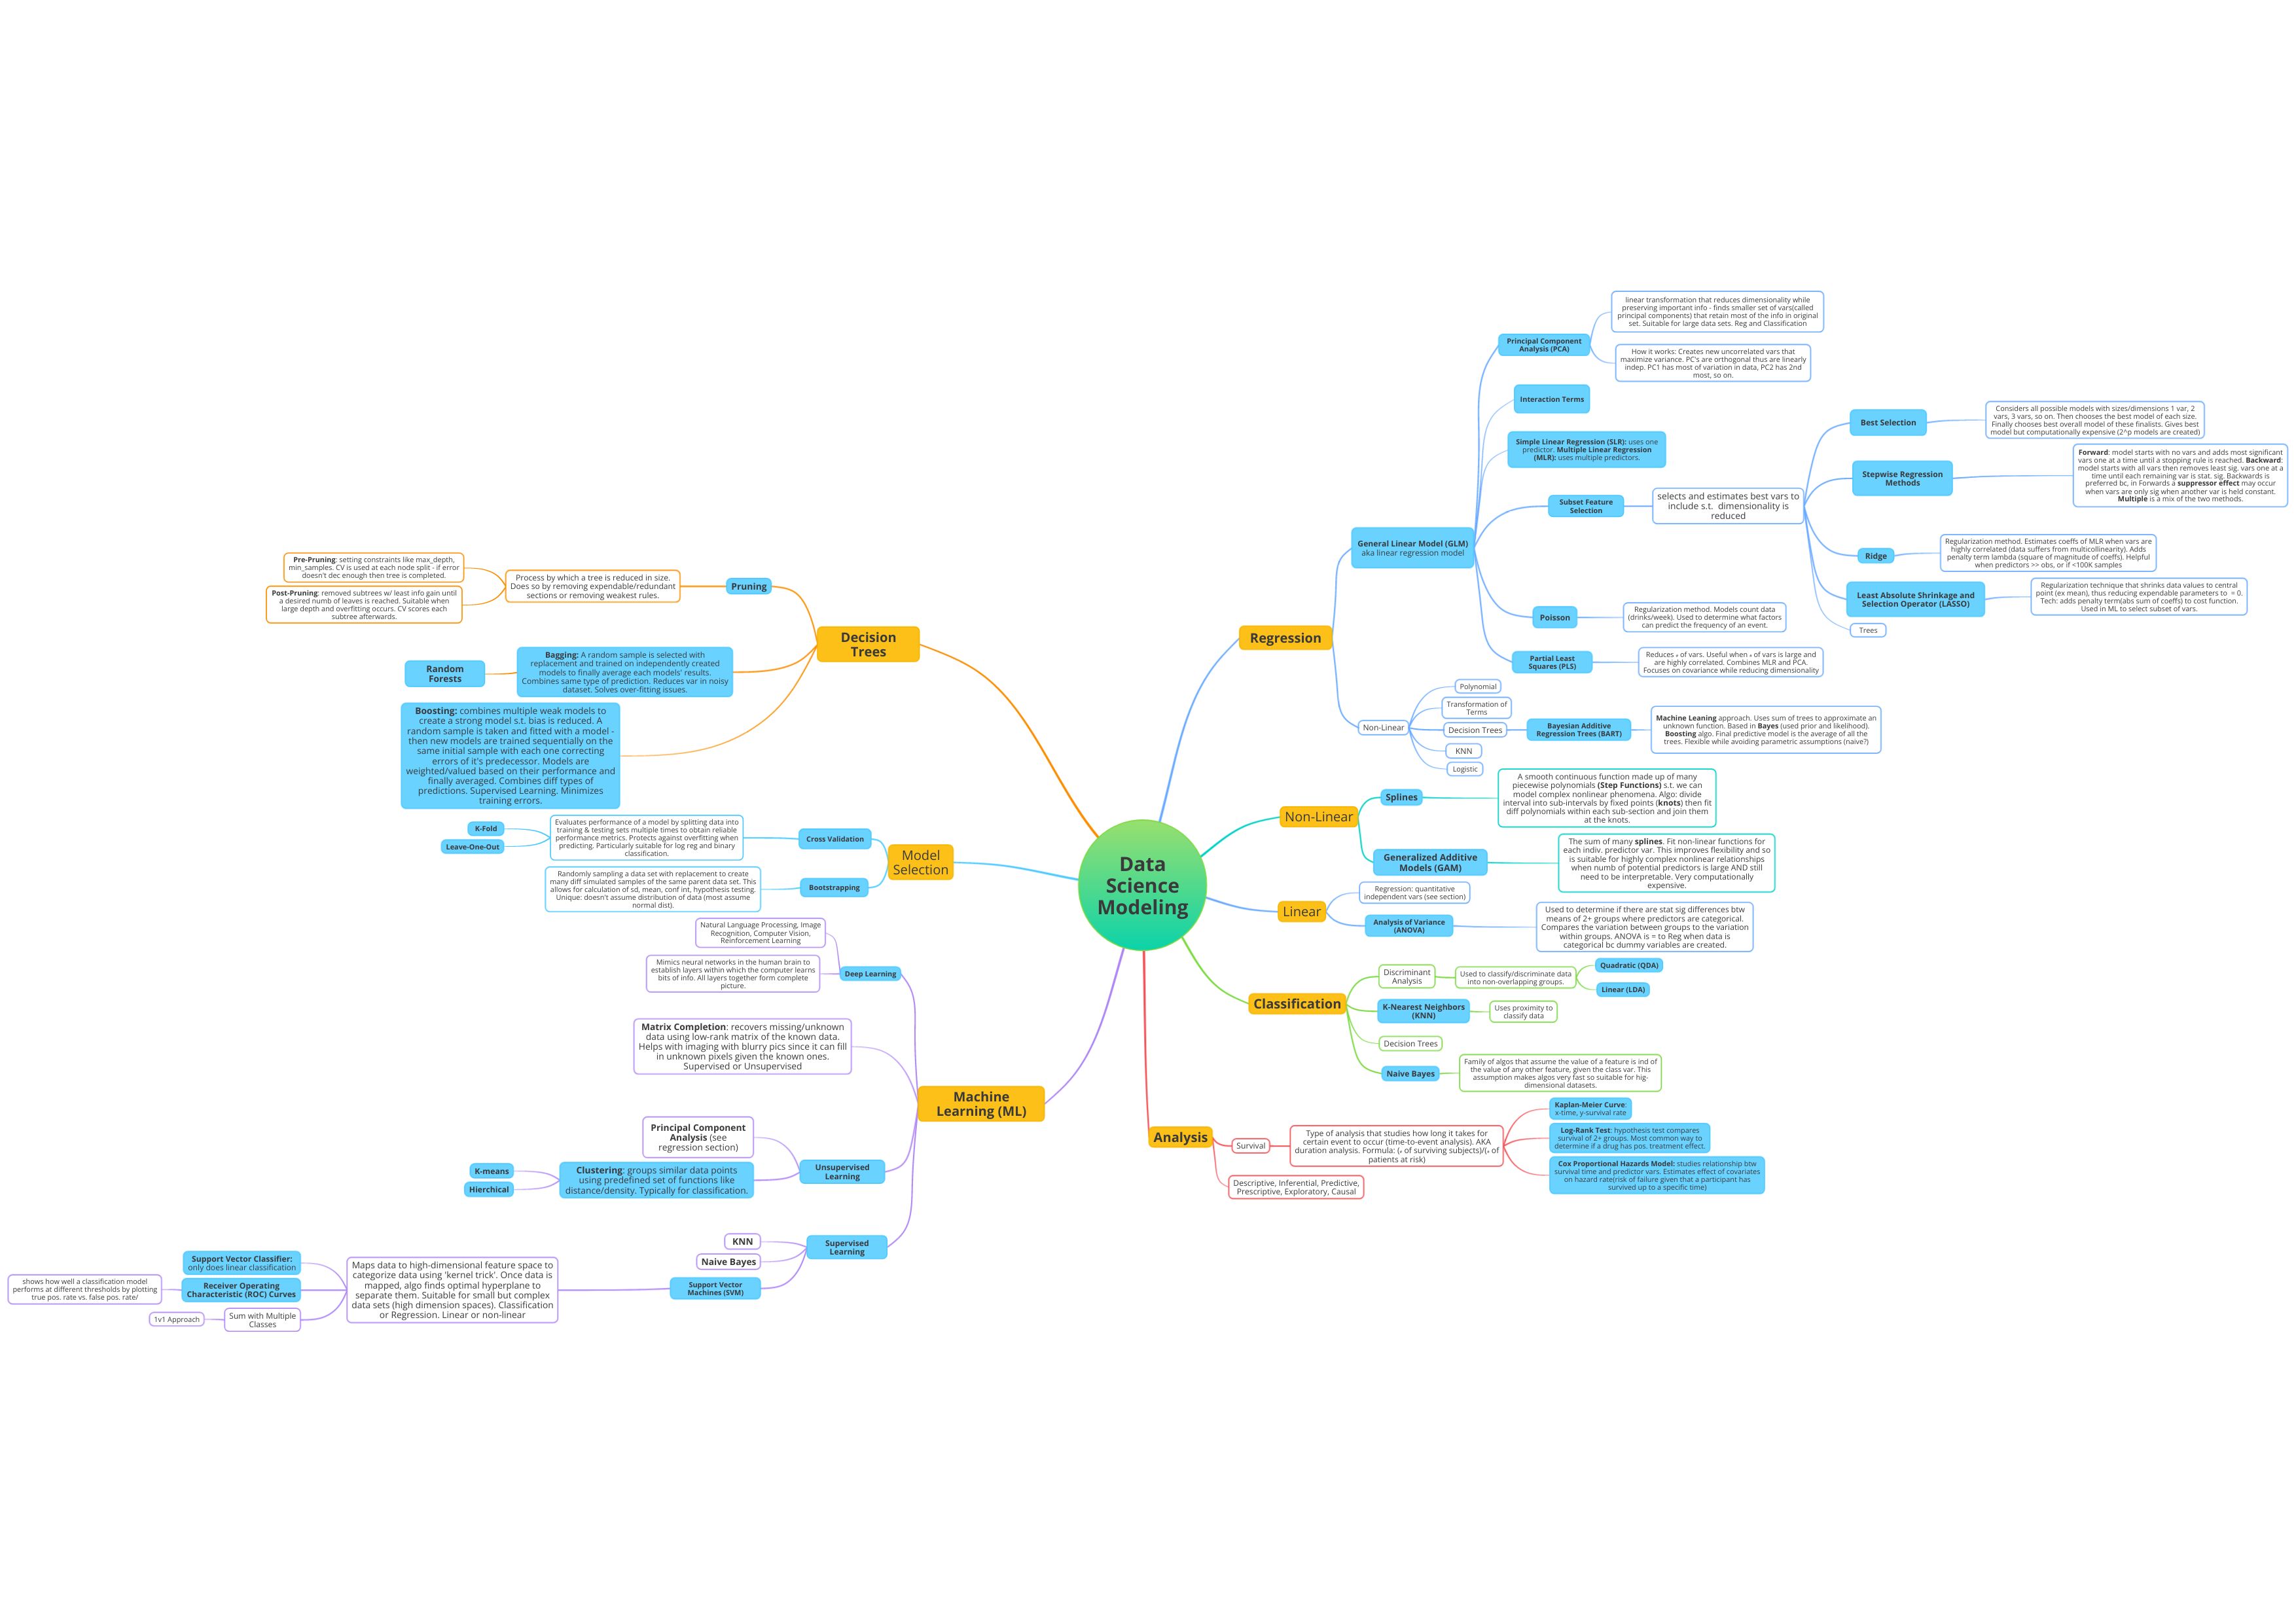 Data
Science
Modeling
Regression
General Linear Model (GLM)
aka linear regression model
Principal Component
Analysis (PCA)
linear transformation that reduces dimensionality while
preserving important info - finds smaller set of vars(called
principal components) that retain most of the info in original
set. Suitable for large data sets. Reg and Classification
How it works: Creates new uncorrelated vars that
maximize variance. PC's are orthogonal thus are linearly
indep. PC1 has most of variation in data, PC2 has 2nd
most, so on.
Interaction Terms
Simple Linear Regression (SLR): uses one
predictor. Multiple Linear Regression
(MLR): uses multiple predictors.
Subset Feature
Selection
selects and estimates best vars to
include s.t. dimensionality is
reduced
Best Selection
Considers all possible models with sizes/dimensions 1 var, 2
vars, 3 vars, so on. Then chooses the best model of each size.
Finally chooses best overall model of these finalists. Gives best
model but computationally expensive (2^p models are created)
Stepwise Regression
Methods
Forward: model starts with no vars and adds most significant
vars one at a time until a stopping rule is reached. Backward:
model starts with all vars then removes least sig. vars one at a
time until each remaining var is stat. sig. Backwards is
preferred bc, in Forwards a suppressor effect may occur
when vars are only sig when another var is held constant.
Multiple is a mix of the two methods.
Ridge
Regularization method. Estimates coeffs of MLR when vars are
highly correlated (data suffers from multicollinearity). Adds
penalty term lambda (square of magnitude of coeffs). Helpful
when predictors >> obs, or if <100K samples
Least Absolute Shrinkage and
Selection Operator (LASSO)
Regularization technique that shrinks data values to central
point (ex mean), thus reducing expendable parameters to = 0.
Tech: adds penalty term(abs sum of coeffs) to cost function.
Used in ML to select subset of vars.
Trees
Poisson
Regularization method. Models count data
(drinks/week). Used to determine what factors
can predict the frequency of an event.
Partial Least
Squares (PLS)
Reduces # of vars. Useful when # of vars is large and
are highly correlated. Combines MLR and PCA.
Focuses on covariance while reducing dimensionality
Non-Linear
Polynomial
Transformation of
Terms
Decision Trees
Bayesian Additive
Regression Trees (BART)
Machine Leaning approach. Uses sum of trees to approximate an
unknown function. Based in Bayes (used prior and likelihood).
Boosting algo. Final predictive model is the average of all the
trees. Flexible while avoiding parametric assumptions (naive?)
KNN
Logistic
Non-Linear
Splines
A smooth continuous function made up of many
piecewise polynomials (Step Functions) s.t. we can
model complex nonlinear phenomena. Algo: divide
interval into sub-intervals by fixed points (knots) then fit
diff polynomials within each sub-section and join them
at the knots.
Generalized Additive
Models (GAM)
The sum of many splines. Fit non-linear functions for
each indiv. predictor var. This improves flexibility and so
is suitable for highly complex nonlinear relationships
when numb of potential predictors is large AND still
need to be interpretable. Very computationally
expensive.
Linear
Regression: quantitative
independent vars (see section)
Analysis of Variance
(ANOVA)
Used to determine if there are stat sig differences btw
means of 2+ groups where predictors are categorical.
Compares the variation between groups to the variation
within groups. ANOVA is = to Reg when data is
categorical bc dummy variables are created.
Classification
Discriminant
Analysis
Used to classify/discriminate data
into non-overlapping groups.
Quadratic (QDA)
Linear (LDA)
K-Nearest Neighbors
(KNN)
Uses proximity to
classify data
Decision Trees
Naive Bayes
Family of algos that assume the value of a feature is ind of
the value of any other feature, given the class var. This
assumption makes algos very fast so suitable for hig-
dimensional datasets.
Analysis
Survival
Type of analysis that studies how long it takes for
certain event to occur (time-to-event analysis). AKA
duration analysis. Formula: (# of surviving subjects)/(# of
patients at risk)
Kaplan-Meier Curve:
x-time, y-survival rate
Log-Rank Test: hypothesis test compares
survival of 2+ groups. Most common way to
determine if a drug has pos. treatment effect.
Cox Proportional Hazards Model: studies relationship btw
survival time and predictor vars. Estimates effect of covariates
on hazard rate(risk of failure given that a participant has
survived up to a specific time)
Descriptive, Inferential, Predictive,
Prescriptive, Exploratory, Causal
Decision
Trees
Pruning
Process by which a tree is reduced in size.
Does so by removing expendable/redundant
sections or removing weakest rules.
Pre-Pruning: setting constraints like max_depth,
min_samples. CV is used at each node split - if error
doesn't dec enough then tree is completed.
Post-Pruning: removed subtrees w/ least info gain until
a desired numb of leaves is reached. Suitable when
large depth and overfitting occurs. CV scores each
subtree afterwards.
Bagging: A random sample is selected with
replacement and trained on independently created
models to finally average each models' results.
Combines same type of prediction. Reduces var in noisy
dataset. Solves over-fitting issues.
Random
Forests
Boosting: combines multiple weak models to
create a strong model s.t. bias is reduced. A
random sample is taken and fitted with a model -
then new models are trained sequentially on the
same initial sample with each one correcting
errors of it's predecessor. Models are
weighted/valued based on their performance and
finally averaged. Combines diff types of
predictions. Supervised Learning. Minimizes
training errors.
Model
Selection
Cross Validation
Evaluates performance of a model by splitting data into
training & testing sets multiple times to obtain reliable
performance metrics. Protects against overfitting when
predicting. Particularly suitable for log reg and binary
classification.
K-Fold
Leave-One-Out
Bootstrapping
Randomly sampling a data set with replacement to create
many diff simulated samples of the same parent data set. This
allows for calculation of sd, mean, conf int, hypothesis testing.
Unique: doesn't assume distribution of data (most assume
normal dist).
Machine
Learning (ML)
Deep Learning
Natural Language Processing, Image
Recognition, Computer Vision,
Reinforcement Learning
Mimics neural networks in the human brain to
establish layers within which the computer learns
bits of info. All layers together form complete
picture.
Matrix Completion: recovers missing/unknown
data using low-rank matrix of the known data.
Helps with imaging with blurry pics since it can fill
in unknown pixels given the known ones.
Supervised or Unsupervised
Unsupervised
Learning
Principal Component
Analysis (see
regression section)
Clustering: groups similar data points
using predefined set of functions like
distance/density. Typically for classification.
K-means
Hierchical
Supervised
Learning
KNN
Naive Bayes
Support Vector
Machines (SVM)
Maps data to high-dimensional feature space to
categorize data using 'kernel trick'. Once data is
mapped, algo finds optimal hyperplane to
separate them. Suitable for small but complex
data sets (high dimension spaces). Classification
or Regression. Linear or non-linear
Support Vector Classifier:
only does linear classification
Receiver Operating
Characteristic (ROC) Curves
shows how well a classification model
performs at different thresholds by plotting
true pos. rate vs. false pos. rate/
Sum with Multiple
Classes
1v1 Approach